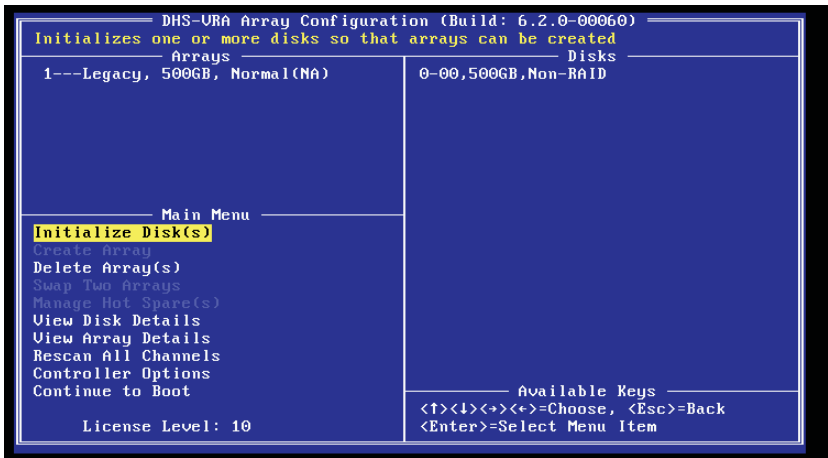 DHS-VRA Array Configuration (Build: 6.2.0-00060)
Initializes one or more disks so that arrays can be created
Arrays
1---Legacy, 500GB, Normal(NA)
Disks
0-00,500GB,Non-RAID
Main Menu
Initialize Disk(s)
Create Array
Delete Array(s)
Swap Two Arrays
Manage Hot Spare(s)
View Disk Details
View Array Details
Rescan All Channels
Controller Options
Continue to Boot
License Level: 10
Available Keys
<↑><↓><→><←>=Choose, <Esc>=Back
<Enter>=Select Menu Item